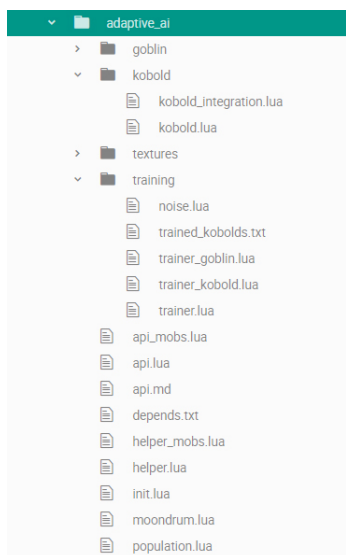 adaptive_ai
goblin
kobold
kobold_integration.lua
kobold.lua
textures
training
noise.lua
trained_kobolds.txt
trainer_goblin.lua
trainer_kobold.lua
trainer.lua
api_mobs.lua
api.lua
api.md
depends.txt
helper_mobs.lua
helper.lua
init.lua
moondrum.lua
population.lua